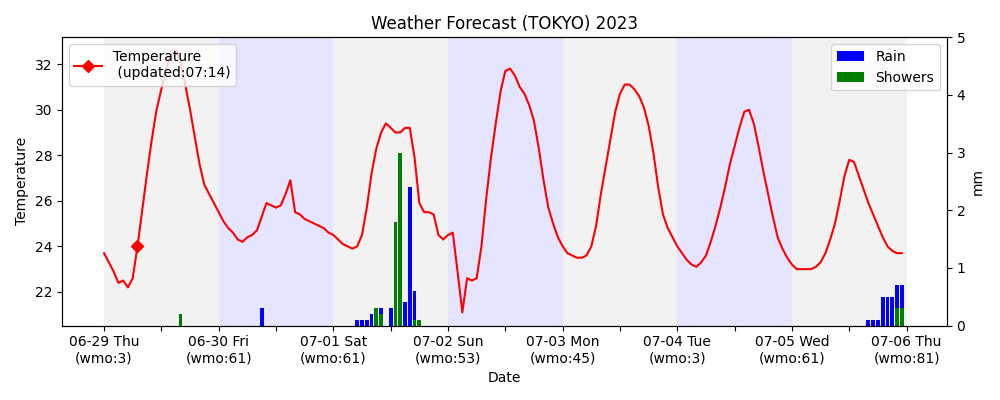 Weather Forecast (TOKYO) 2023
Temperature
(updated:07:14)
Rain
Showers
32
30
28
26
24
22
Temperature
5
4
3
2
1
0
mm
06-29 Thu 06-30 Fri 07-01 Sat 07-02 Sun 07-03 Mon 07-04 Tue 07-05 Wed 07-06 Thu
(wmo:3) (wmo:61) (wmo:61) (wmo:53) (wmo:45) (wmo:3) (wmo:61) (wmo:81)
Date